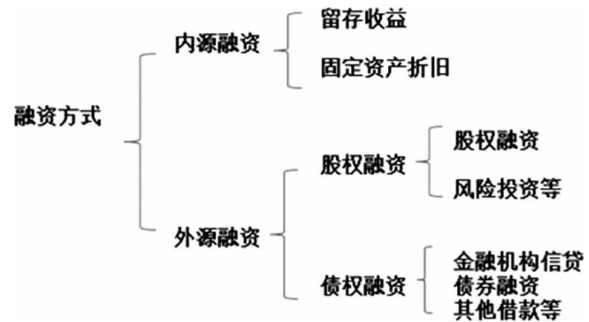 融资方式
内源融资
留存收益
固定资产折旧
外源融资
股权融资
股权融资
风险投资等
债权融资
金融机构信贷
债券融资
其他借款等